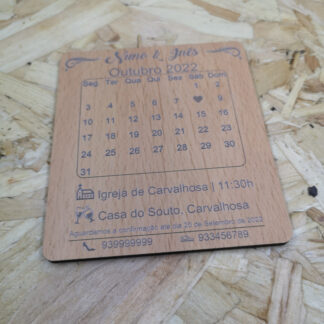 Nuno & Inês
Outubro 2022
Seg Ter Qua Qui Sex Sáb Dom
1 2
3 4 5 6 7 9
10 11 12 13 14 15 16
17 18 19 20 21 22 23
24 25 26 27 28 29 30
31
Igreja de Carvalhosa | 11:30h
Casa do Souto, Carvalhosa
Aguardamos a confirmação até dia 25 de Setembro de 2022
939999999 933456789